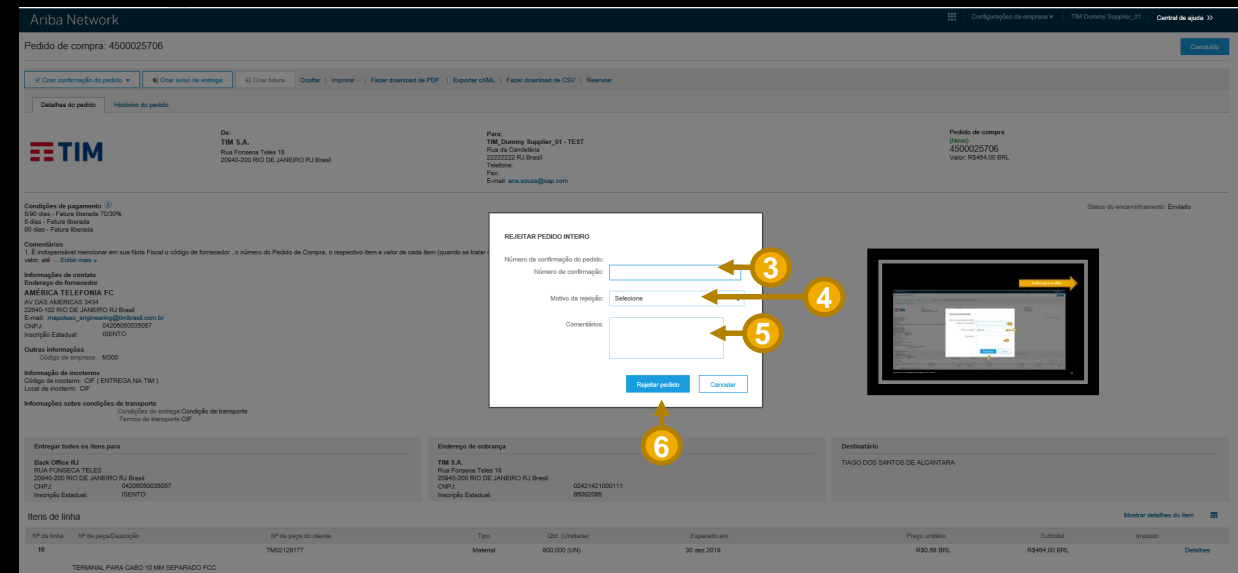 Ariba Network
Configurações da empresa ▾
TIM Dummy Supplier_01
Central de ajuda >>
Pedido de compra: 4500025706
Concluído
Criar confirmação do pedido ▼
Criar aviso de entrega
Criar fatura
Ocultar | Imprimir - | Fazer download de PDF | Exportar cXML | Fazer download de CSV | Reenviar
Detalhes do pedido
Histórico do pedido
TIM
De:
TIM S.A.
Rua Fonseca Teles 18
20940-200 RIO DE JANEIRO RJ Brasil
Para:
TIM_Dummy Supplier_01 - TEST
Rua da Candelária
22222222 RJ Brasil
Telefone:
Fax:
E-mail: ana.souza@sap.com
Pedido de compra
(Novo)
4500025706
Valor: R$464,00 BRL
Condições de pagamento
5/90 dias - Fatura liberada 70/30%
5 dias - Fatura liberada
90 dias - Fatura liberada
Status do encaminhamento: Enviado
Comentários
1. É indispensável mencionar em sua Nota Fiscal o código de fornecedor , o número do Pedido de Compra, o respectivo item e valor de cada item (quando se tratar
valor, alé ... Exibir mais »
Informações de contato
Endereço do fornecedor
AMÉRICA TELEFONIA FC
AV DAS AMERICAS 3434
22640-102 RIO DE JANEIRO RJ Brasil
E-mail: mapoleao_engineering@timbrasil.com.br
CNPJ: 04206050035057
Inscrição Estadual: ISENTO
Outras informações
Código da empresa: M300
Informação de incoterms
Código de incoterm: CIF ( ENTREGA NA TIM )
Local de incoterm: CIF
Informações sobre condições de transporte
Condições de entrega Condição de transporte
Termos de transporte CIF
REJEITAR PEDIDO INTEIRO
Número da confirmação do pedido:
Número da confirmação:
3
Motivo da rejeição: Selecione
4
Comentários:
5
Rejeitar pedido
Cancelar
6
Entregar todos os itens para
Back Office RJ
RUA FONSECA TELES
20940-200 RIO DE JANEIRO RJ Brasil
CNPJ: 04206050035057
Inscrição Estadual: ISENTO
Endereço de cobrança
TIM S.A.
Rua Fonseca Teles 18
20940-200 RIO DE JANEIRO RJ Brasil
CNPJ: 02421421000111
Inscrição Estadual: 86092085
Destinatário
TIAGO DOS SANTOS DE ALCANTARA
Itens de linha
Mostrar detalhes do item
Nº da linha Nº de peça/Descrição Nº de peça do cliente Tipo Qtd. (Unidade) Esperado em Preço unitário Subtotal Imposto
10 TM02129177 Material 800,000 (UN) 30 dez 2019 R$0,58 BRL R$464,00 BRL Detalhes
TERMINAL PARA CABO 10 MM SEPARADO FCC